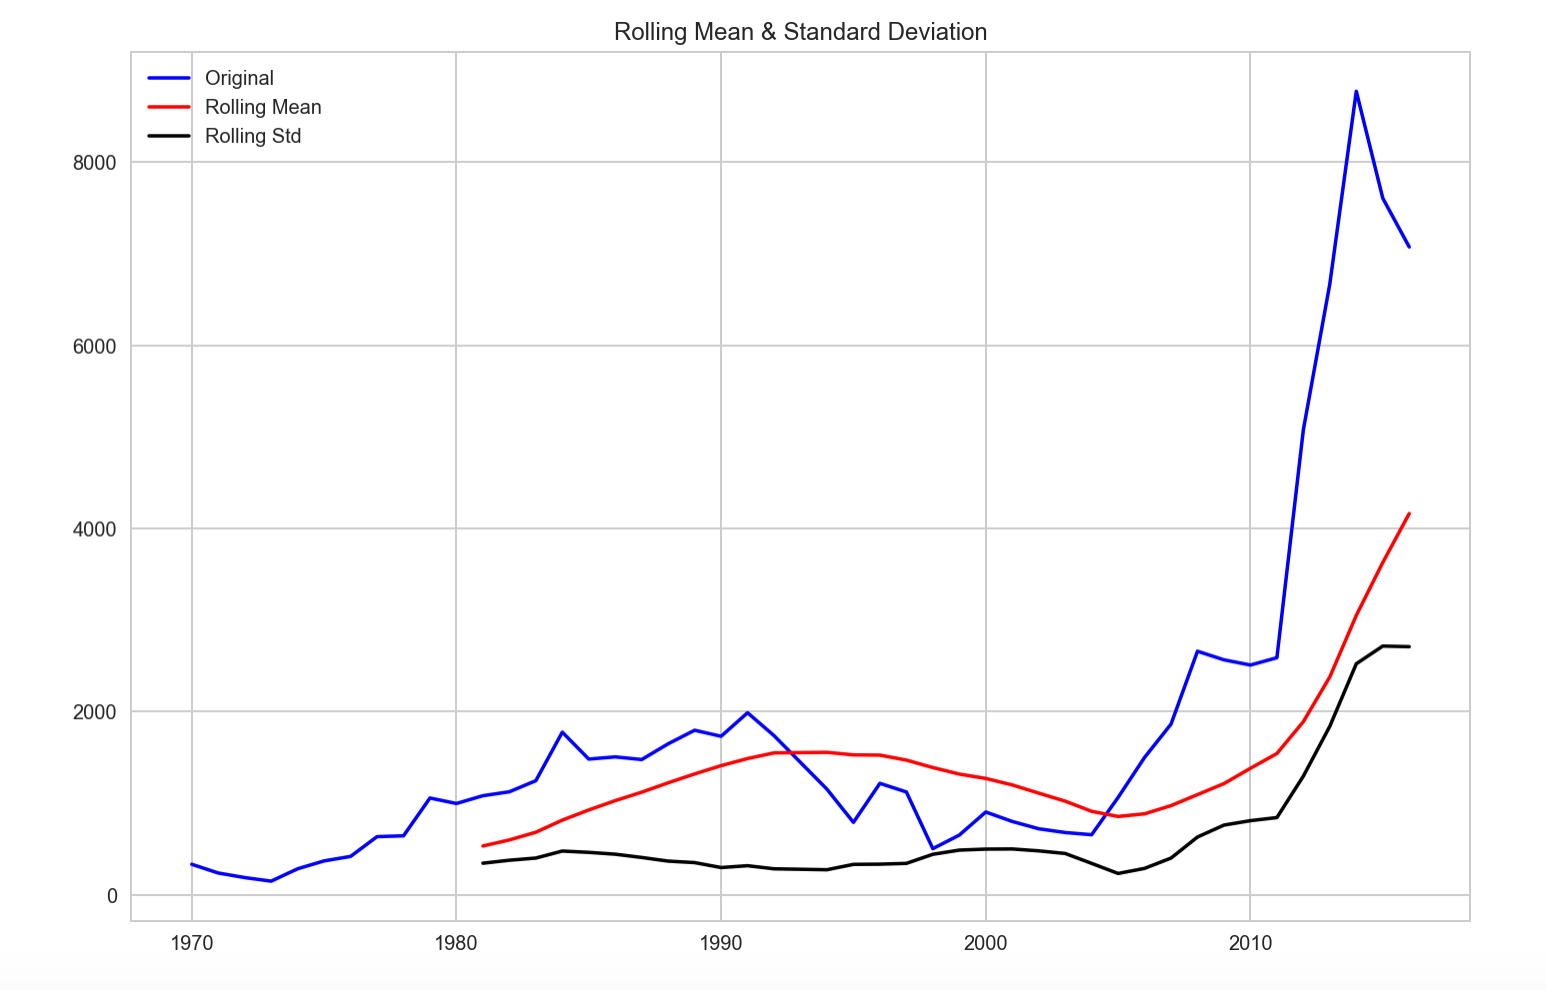 Rolling Mean & Standard Deviation
Original
Rolling Mean
Rolling Std
8000
6000
4000
2000
0
1970 1980 1990 2000 2010